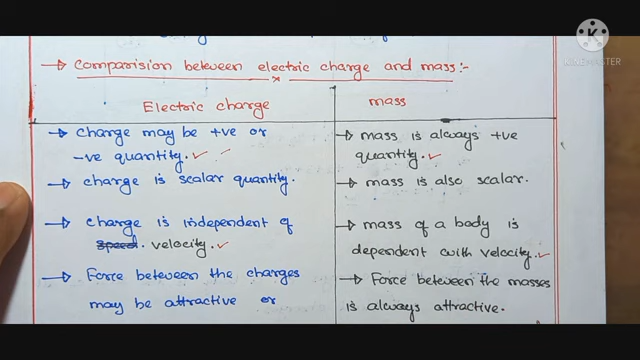 K
KINEMASTER
→ Comparision between electric charge and mass:-
Electric charge
→ charge may be +ve or
-ve quantity. ✓
→ charge is scalar quantity.
→ charge is independent of
speed. velocity. ✓
→ Force between the charges
may be attractive or
mass
→ mass is always +ve
quantity. ✓
→ mass is also scalar.
→ mass of a body is
dependent with velocity. ✓
→ Force between the masses
is always attractive.